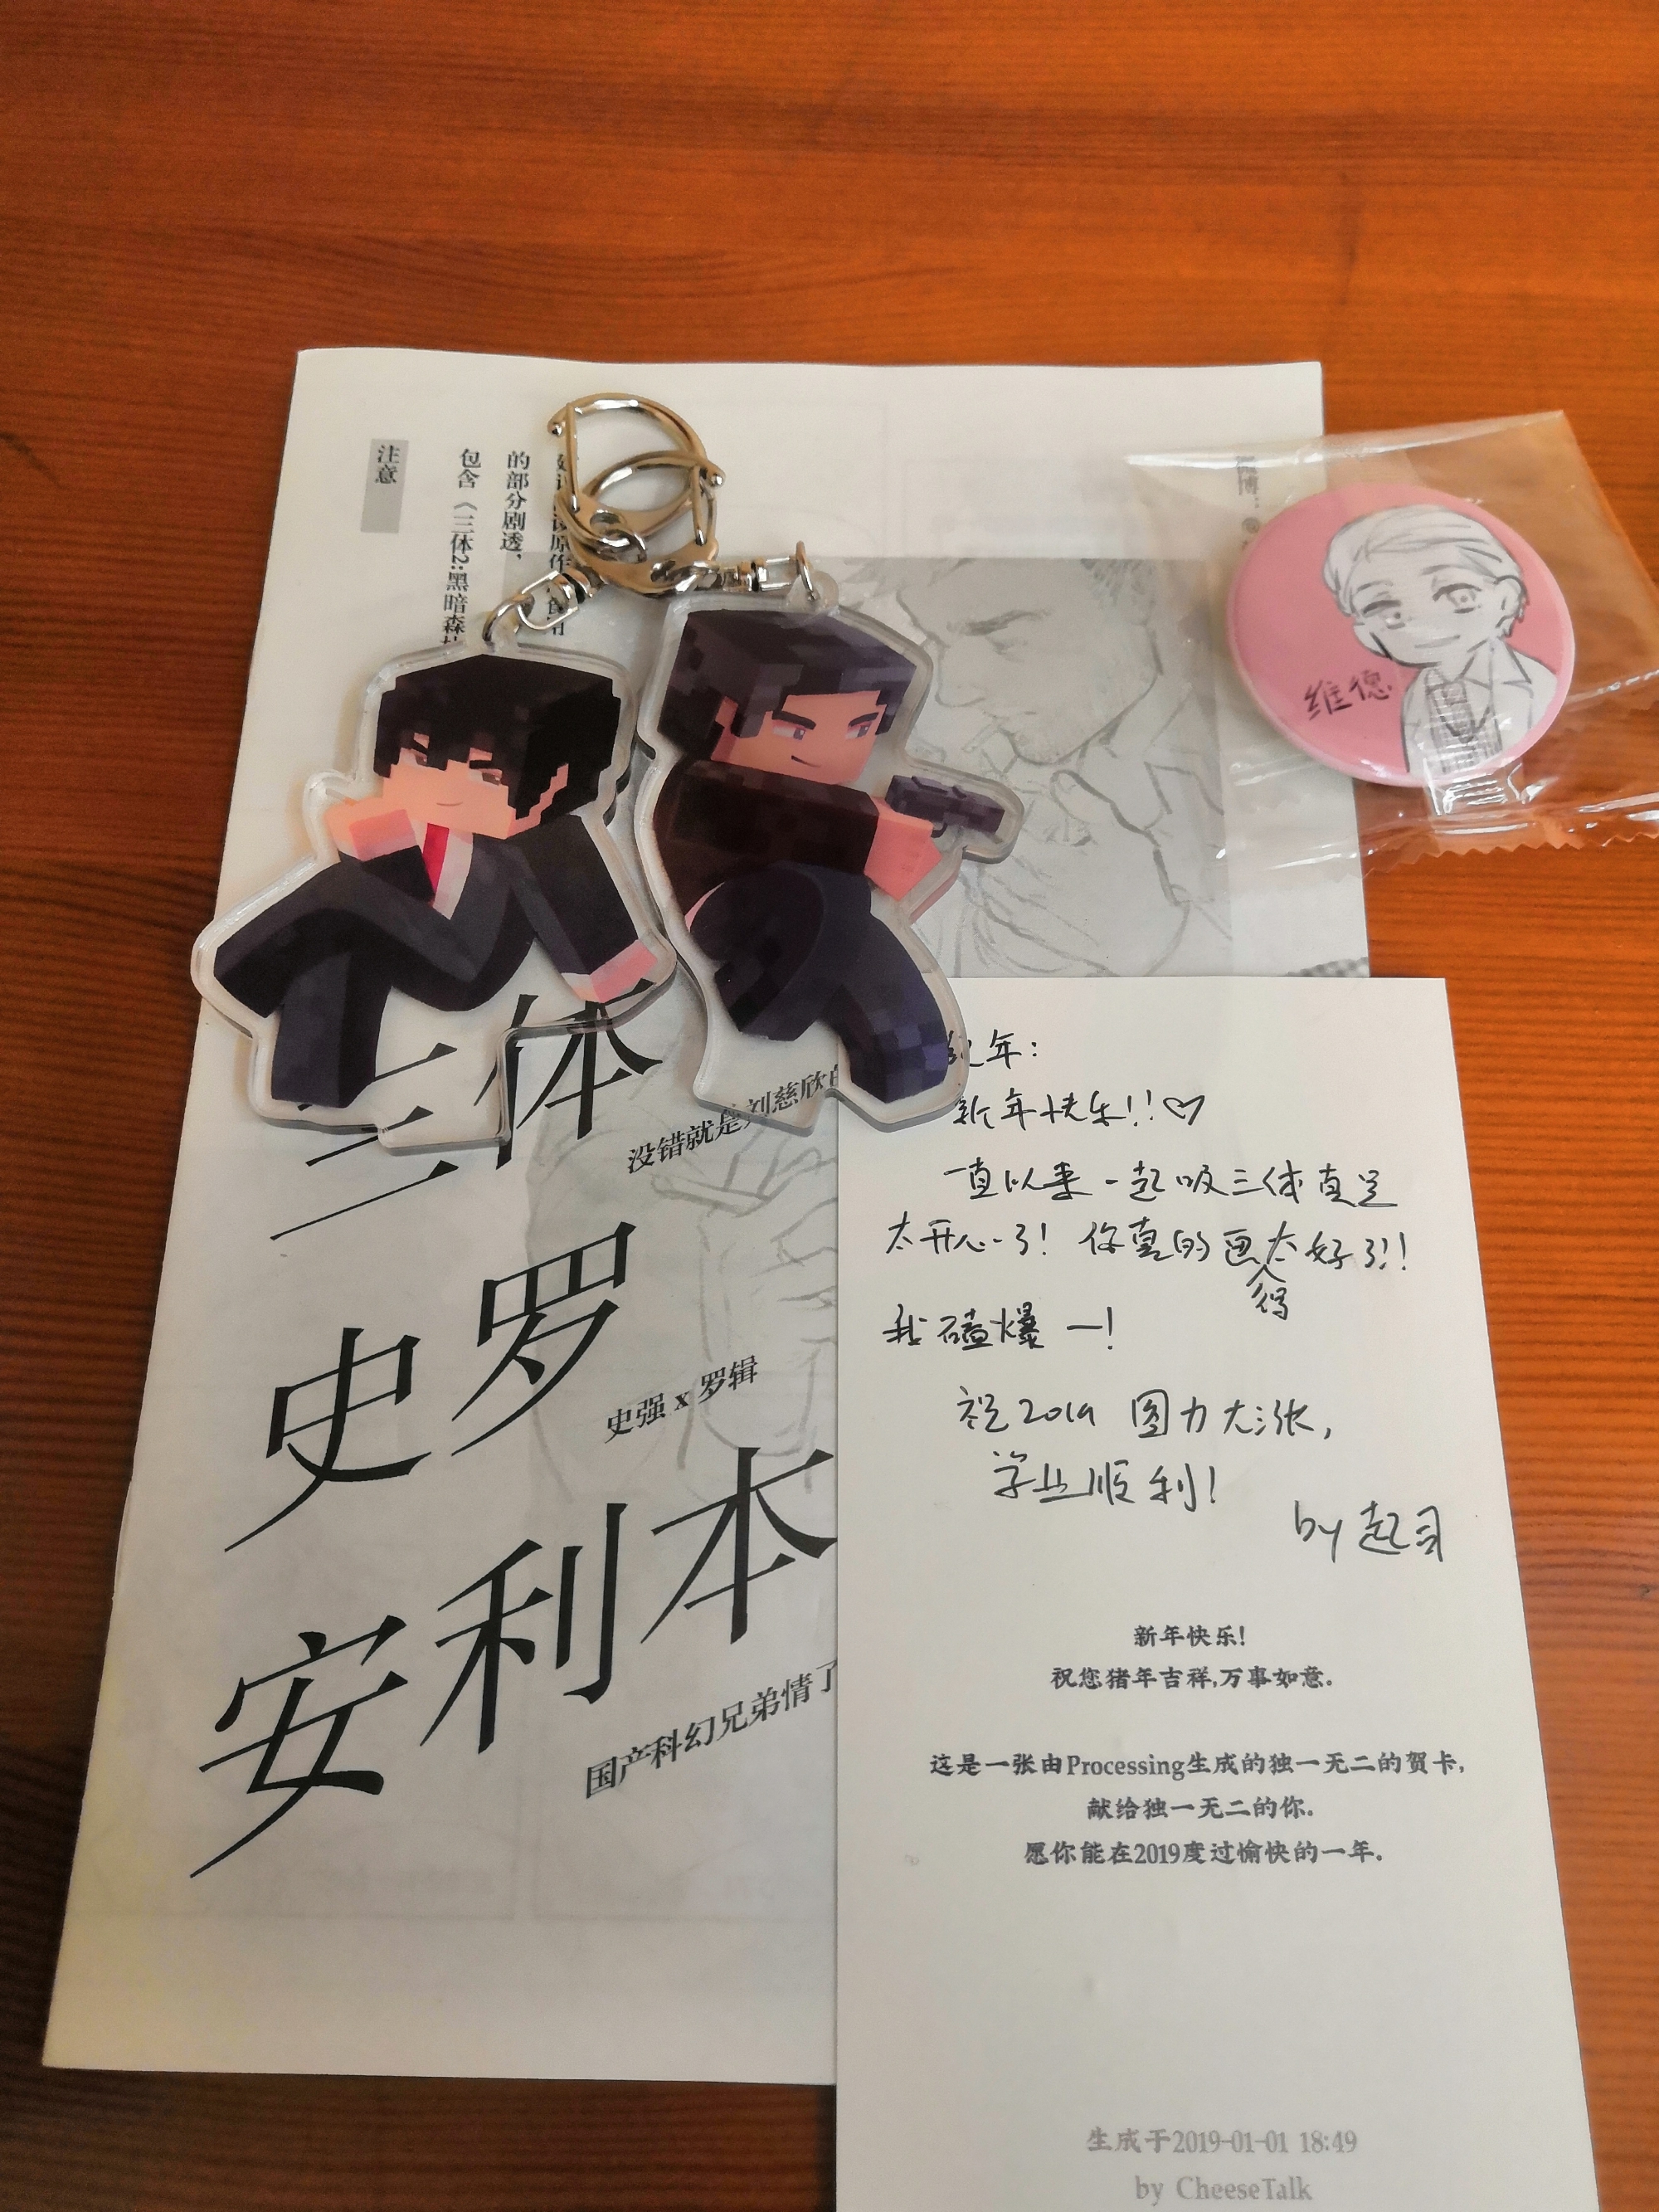 注意
包含《三体2:黑暗森
的部分剧透,
维德
三体
没错就是刘慈欣
史罗
史强 x 罗辑
安利本
国产科幻兄弟情了
年:
新年快乐!!♡
一直以来一起吸三体真是
太开心了! 你真的画得太好了!!
我磕爆——!
祝2019 图力大涨,
学业顺利!
by 起司
新年快乐!
祝您猪年吉祥,万事如意。
这是一张由Processing生成的独一无二的贺卡,
献给独一无二的你。
愿你能在2019度过愉快的一年。
生成于2019-01-01 18:49
by CheeseTalk